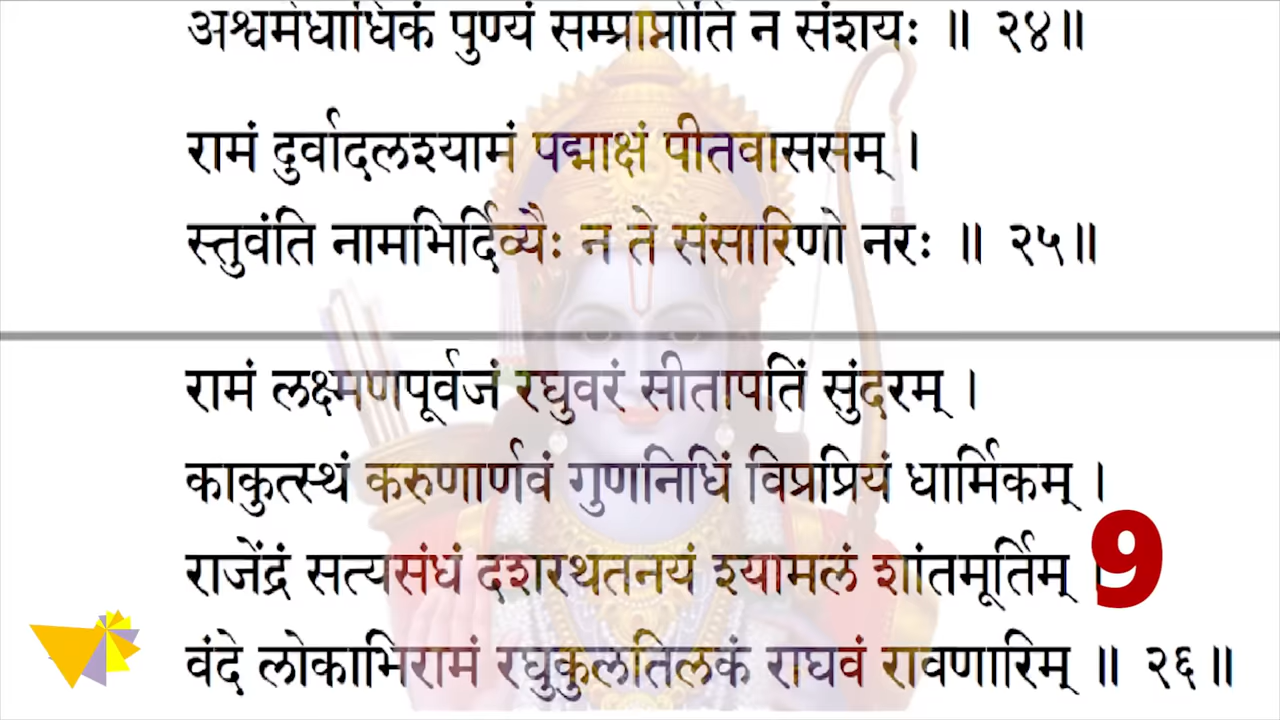 अश्वमेधाधिकं पुण्यं सम्प्राप्नोति न संशयः ॥ २४॥
रामं दुर्वादलश्यामं पद्माक्षं पीतवाससम् ।
स्तुवंति नामभिर्दिव्यैः न ते संसारिणो नरः ॥ २५॥
रामं लक्ष्मणपूर्वजं रघुवरं सीतापतिं सुंदरम् ।
काकुत्स्थं करुणार्णवं गुणनिधिं विप्रप्रियं धार्मिकम् ।
राजेंद्रं सत्यसंधं दशरथतनयं श्यामलं शांतमूर्तिम् ।
9
वंदे लोकाभिरामं रघुकुलतिलकं राघवं रावणारिम् ॥ २६॥